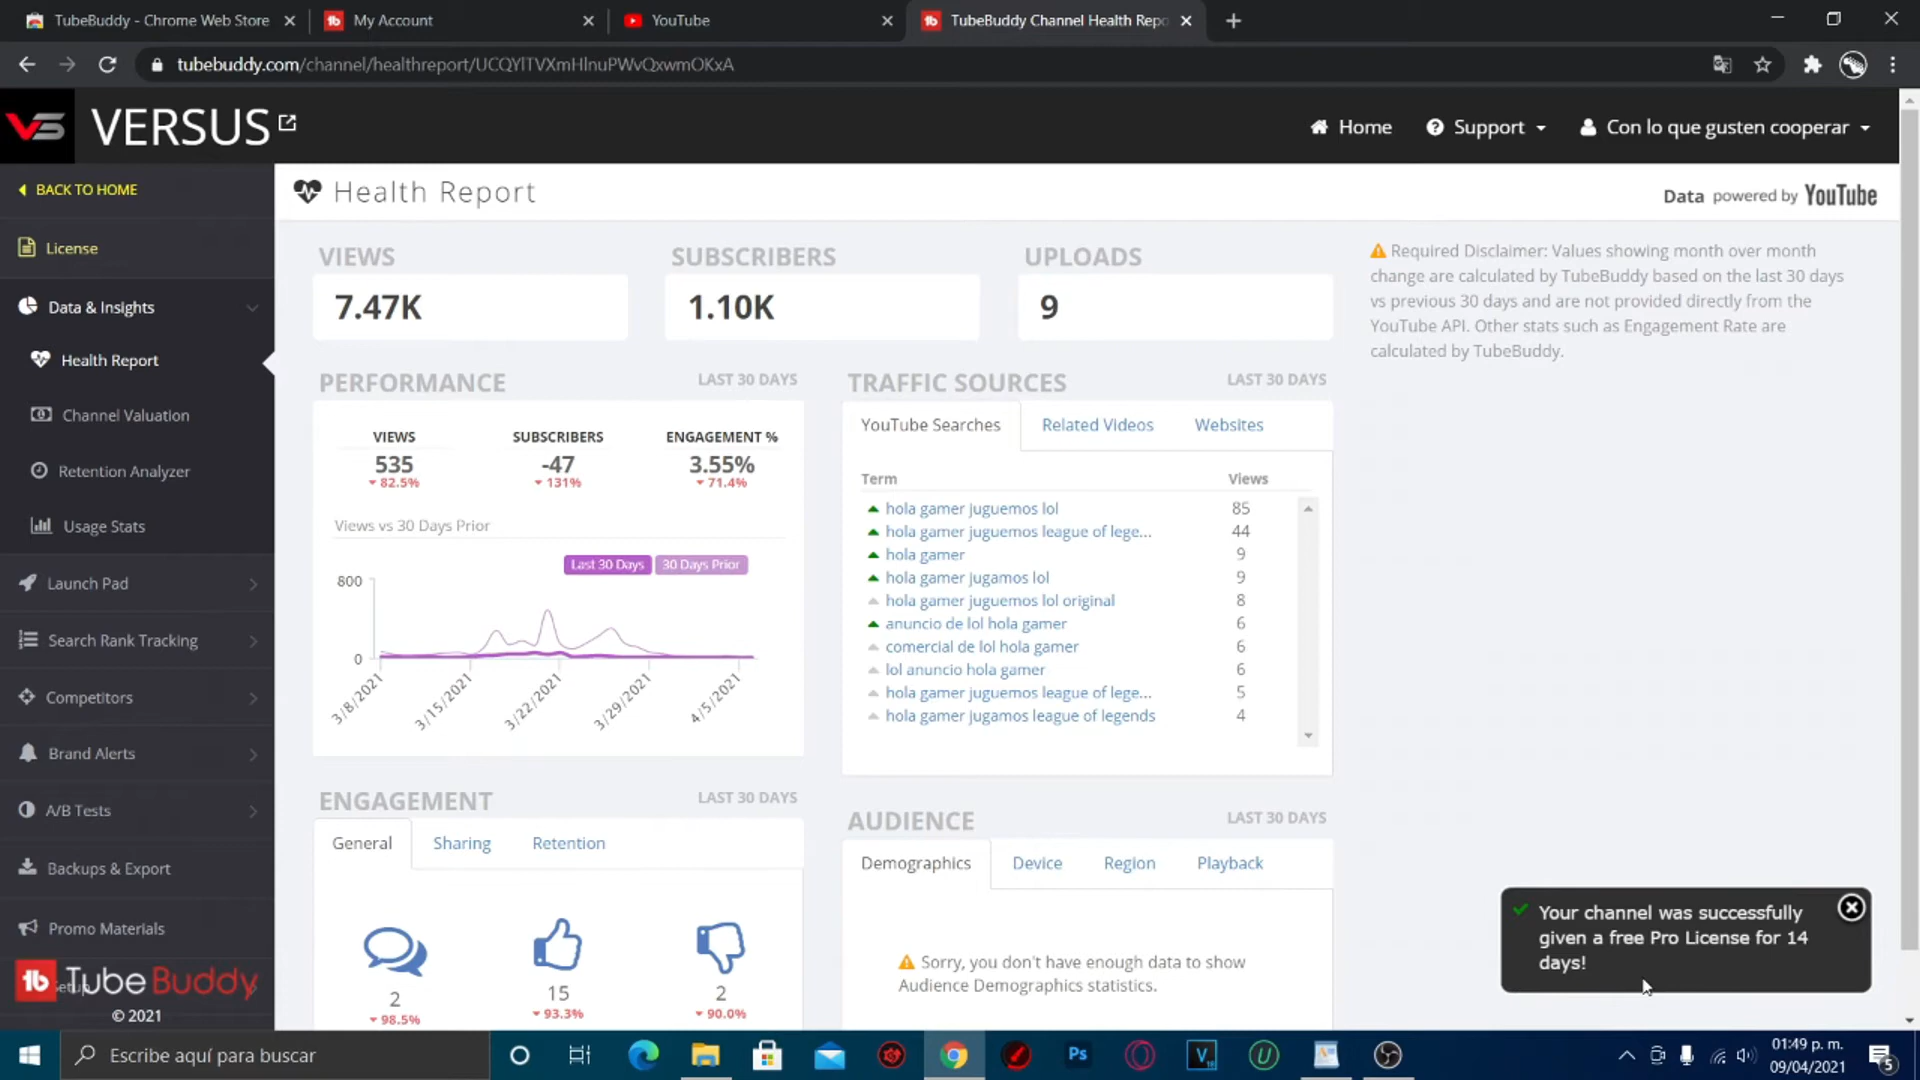 TubeBuddy - Chrome Web Store
My Account
YouTube
TubeBuddy Channel Health Repo
tubebuddy.com/channel/healthreport/UCQYlTVXmHlnuPWvQxwmOKxA
VS
VERSUS
Home
Support
Con lo que gusten cooperar
BACK TO HOME
License
Data & Insights
Health Report
Channel Valuation
Retention Analyzer
Usage Stats
Launch Pad
Search Rank Tracking
Competitors
Brand Alerts
A/B Tests
Backups & Export
Promo Materials
Setup
tb TubeBuddy
© 2021
Health Report
Data powered by YouTube
VIEWS
7.47K
SUBSCRIBERS
1.10K
UPLOADS
9
Required Disclaimer: Values showing month over month
change are calculated by TubeBuddy based on the last 30 days
vs previous 30 days and are not provided directly from the
YouTube API. Other stats such as Engagement Rate are
calculated by TubeBuddy.
PERFORMANCE
LAST 30 DAYS
VIEWS SUBSCRIBERS ENGAGEMENT %
535 -47 3.55%
82.5% 131% 71.4%
Views vs 30 Days Prior
Last 30 Days 30 Days Prior
800
0
3/8/2021 3/15/2021 3/22/2021 3/29/2021 4/5/2021
TRAFFIC SOURCES
LAST 30 DAYS
YouTube Searches Related Videos Websites
Term Views
hola gamer juguemos lol 85
hola gamer juguemos league of lege... 44
hola gamer 9
hola gamer jugamos lol 9
hola gamer juguemos lol original 8
anuncio de lol hola gamer 6
comercial de lol hola gamer 6
lol anuncio hola gamer 6
hola gamer juguemos league of lege... 5
hola gamer jugamos league of legends 4
ENGAGEMENT
LAST 30 DAYS
General Sharing Retention
2 15 2
98.5% 93.3% 90.0%
AUDIENCE
LAST 30 DAYS
Demographics Device Region Playback
Sorry, you don't have enough data to show
Audience Demographics statistics.
Your channel was successfully
given a free Pro License for 14
days!
Escribe aquí para buscar
Ps
V
U
01:49 p. m.
09/04/2021
5